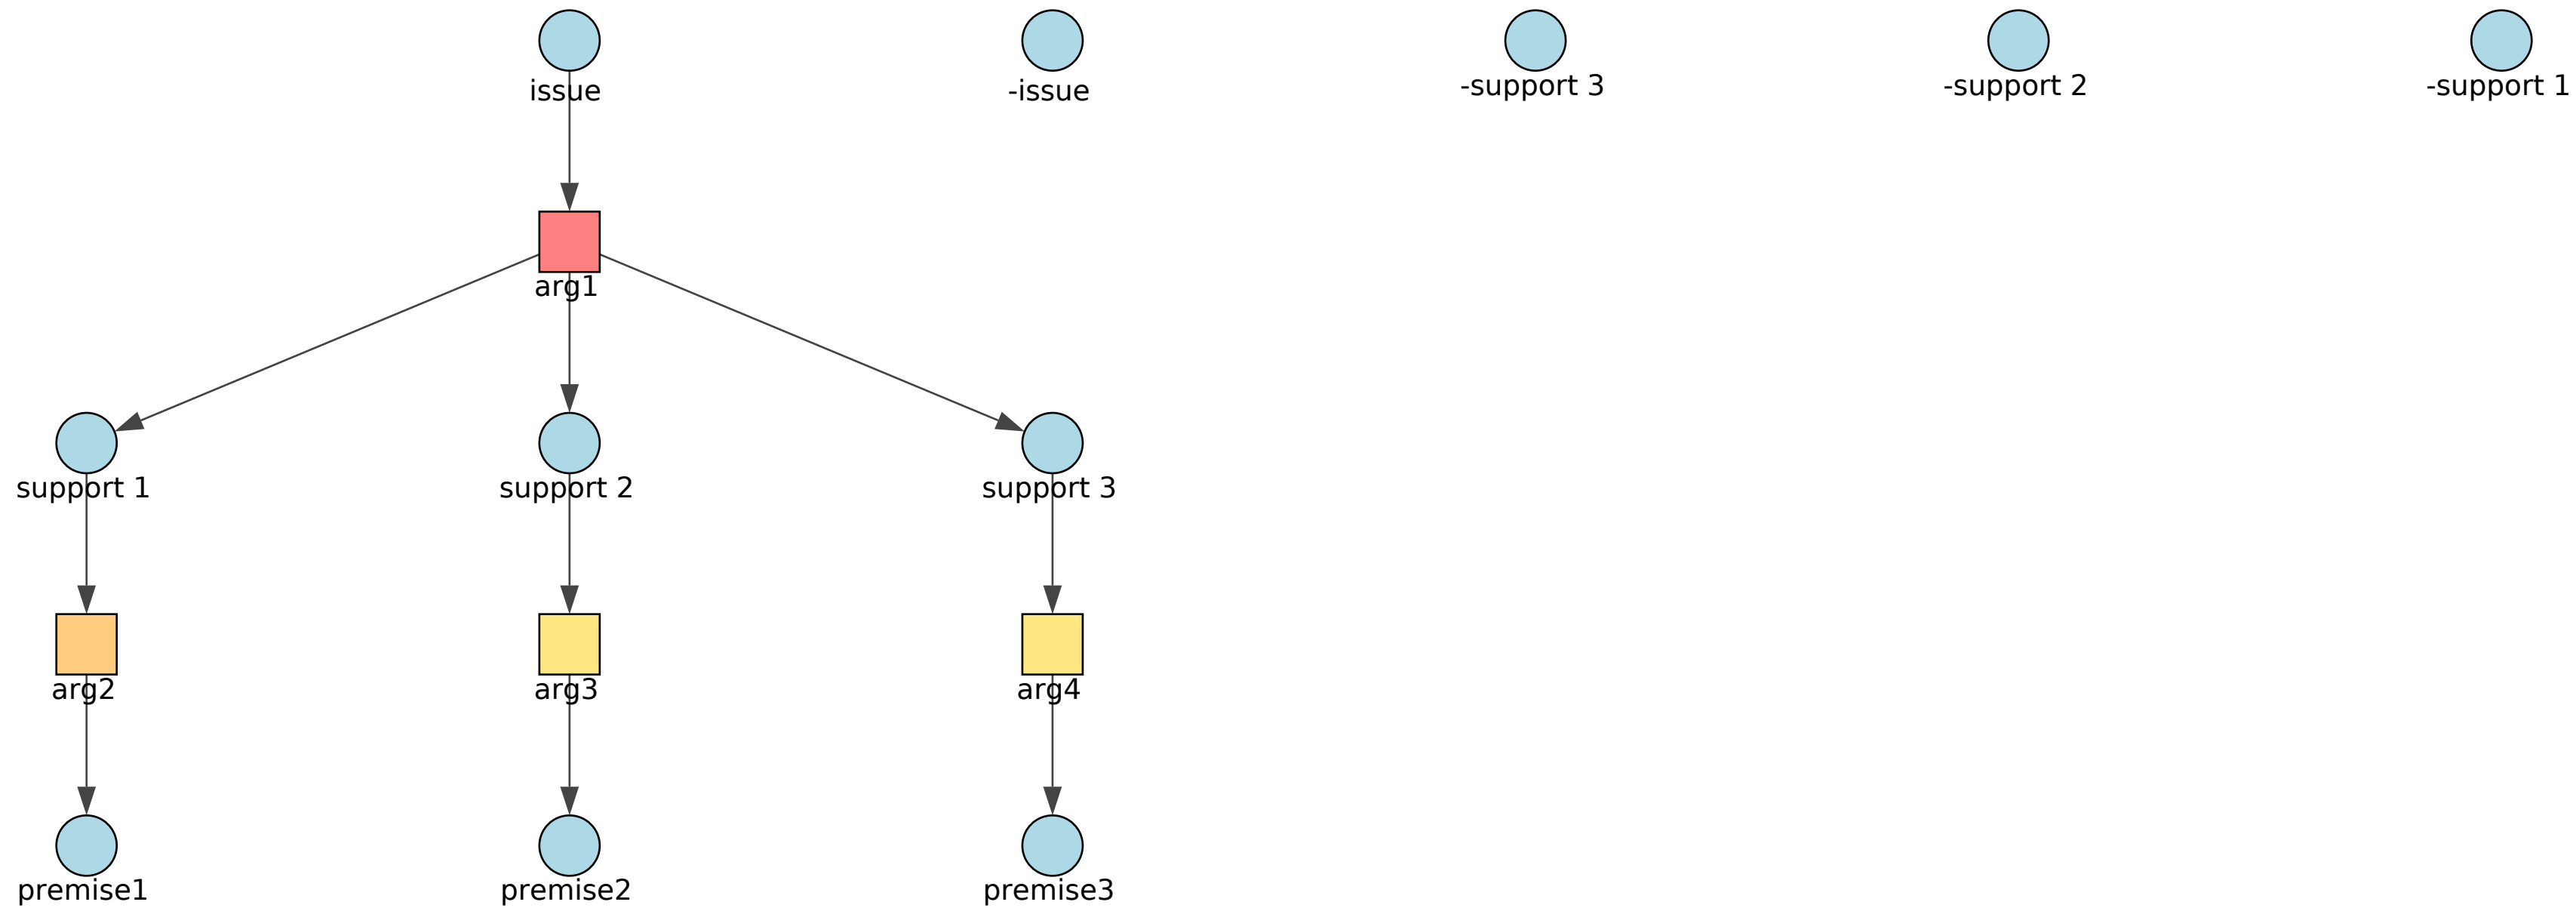 issue
-issue
-support 3
-support 2
-support 1
arg1
support 1
support 2
support 3
arg2
arg3
arg4
premise1
premise2
premise3